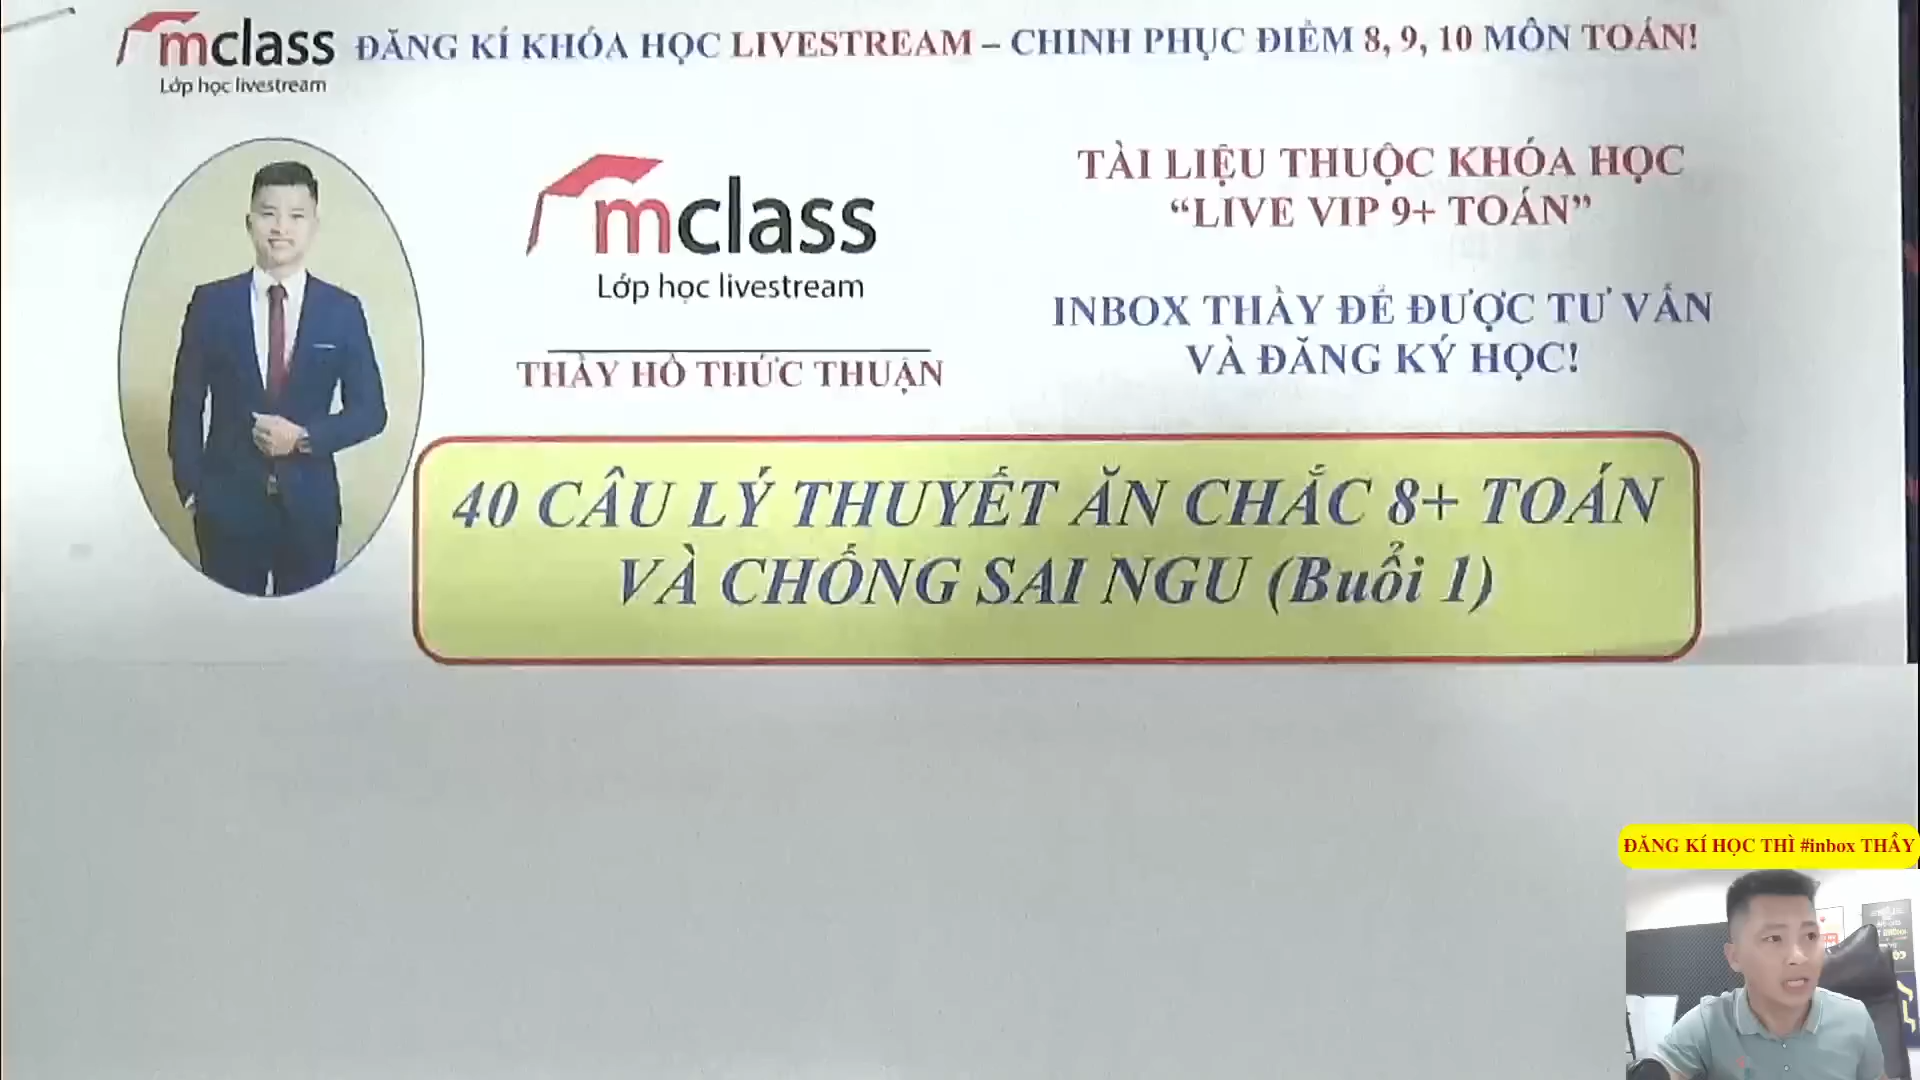 mclass ĐĂNG KÍ KHÓA HỌC LIVESTREAM – CHINH PHỤC ĐIỂM 8, 9, 10 MÔN TOÁN!
Lớp học livestream
mclass
Lớp học livestream
THẦY HỒ THỨC THUẬN
TÀI LIỆU THUỘC KHÓA HỌC
“LIVE VIP 9+ TOÁN”
INBOX THẦY ĐỂ ĐƯỢC TƯ VẤN
VÀ ĐĂNG KÝ HỌC!
40 CÂU LÝ THUYẾT ĂN CHẮC 8+ TOÁN
VÀ CHỐNG SAI NGU (Buổi 1)
ĐĂNG KÍ HỌC THÌ #inbox THẦY